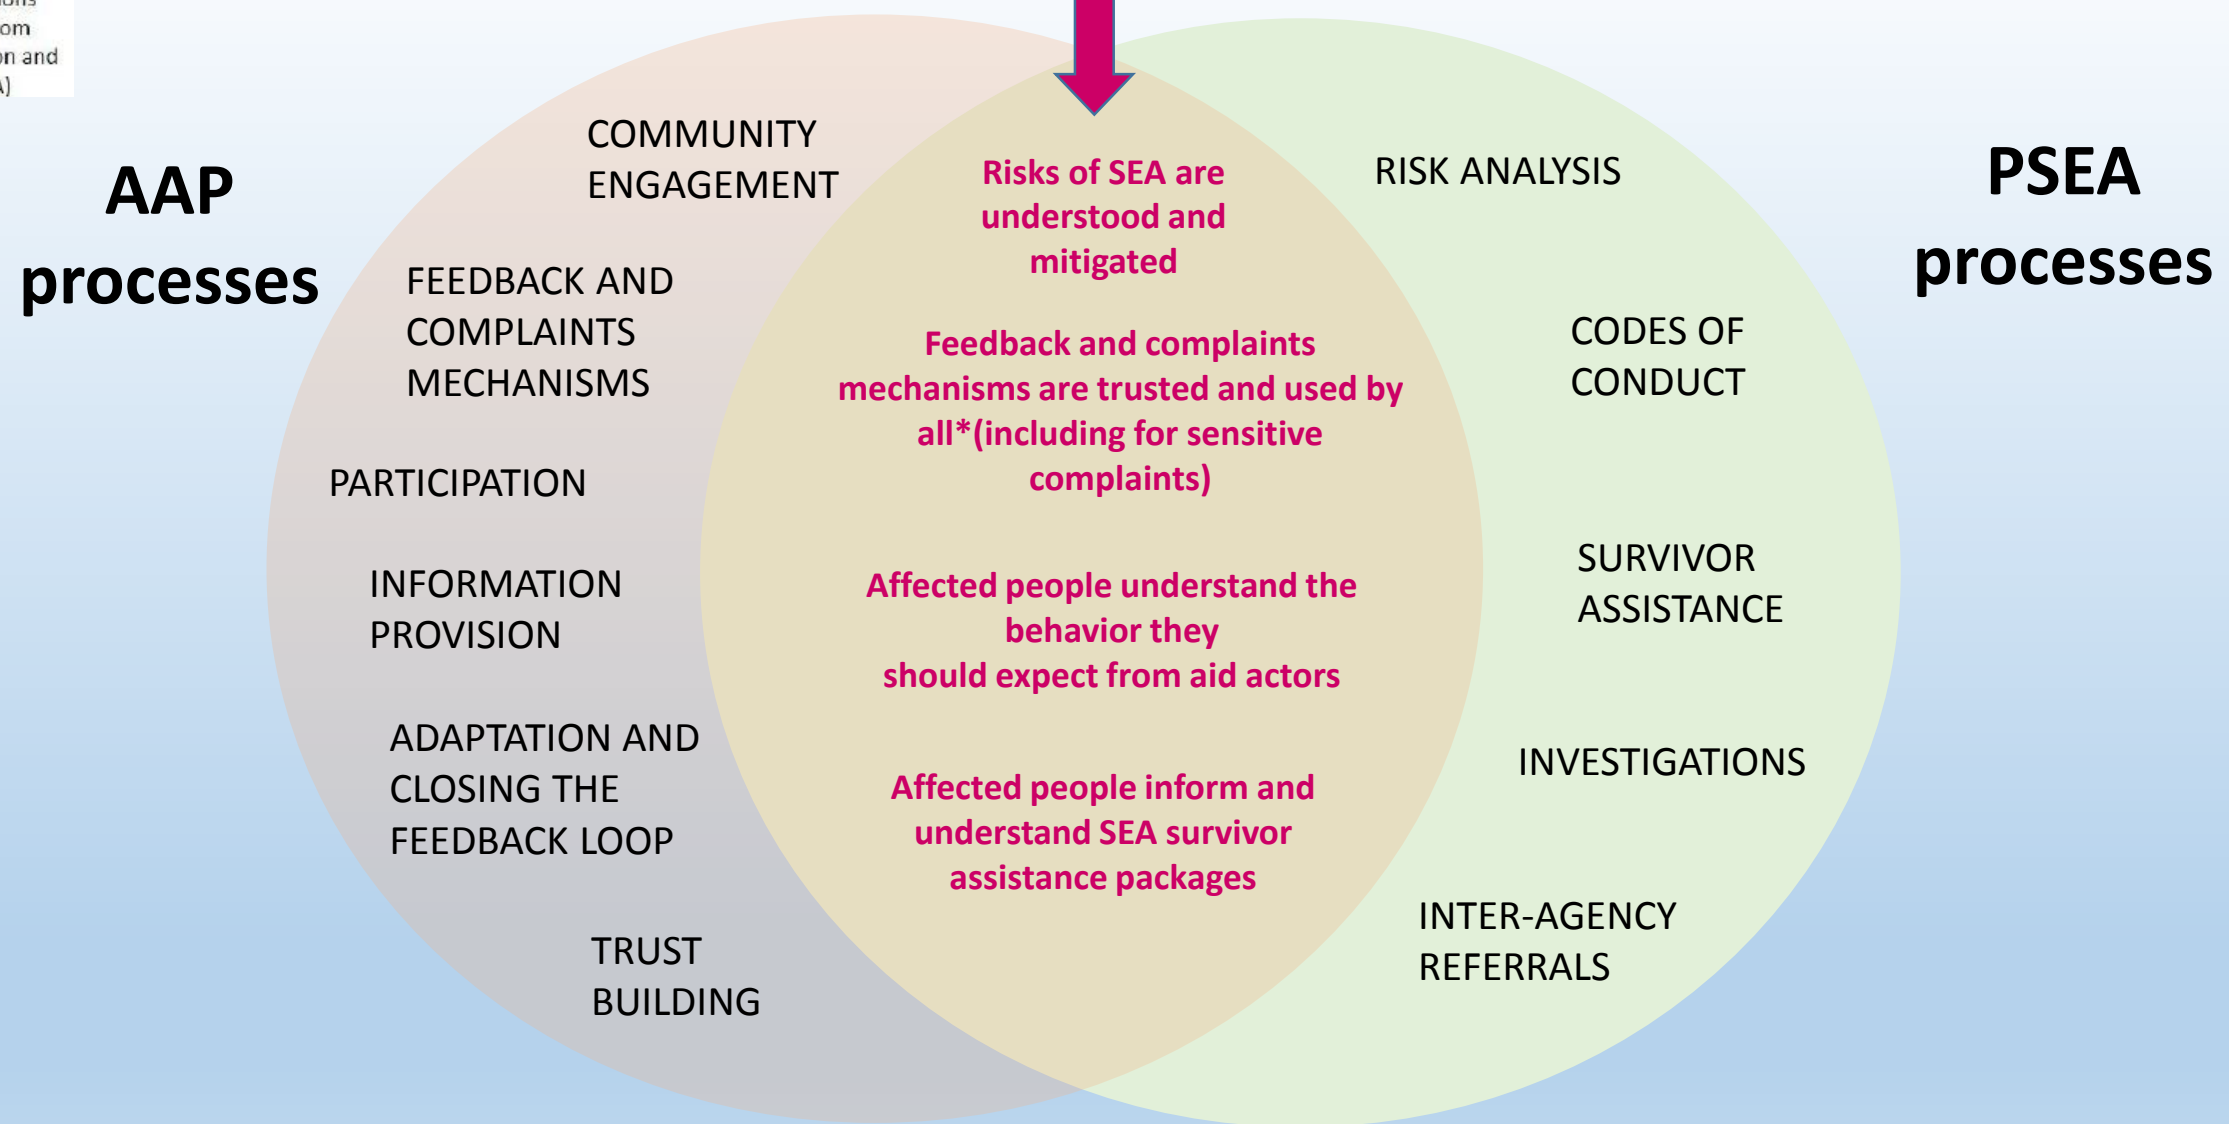 om
on and
A)
AAP
processes
COMMUNITY
ENGAGEMENT
FEEDBACK AND
COMPLAINTS
MECHANISMS
PARTICIPATION
INFORMATION
PROVISION
ADAPTATION AND
CLOSING THE
FEEDBACK LOOP
TRUST
BUILDING
Risks of SEA are
understood and
mitigated
Feedback and complaints
mechanisms are trusted and used by
all*(including for sensitive
complaints)
Affected people understand the
behavior they
should expect from aid actors
Affected people inform and
understand SEA survivor
assistance packages
RISK ANALYSIS
CODES OF
CONDUCT
SURVIVOR
ASSISTANCE
INVESTIGATIONS
INTER-AGENCY
REFERRALS
PSEA
processes